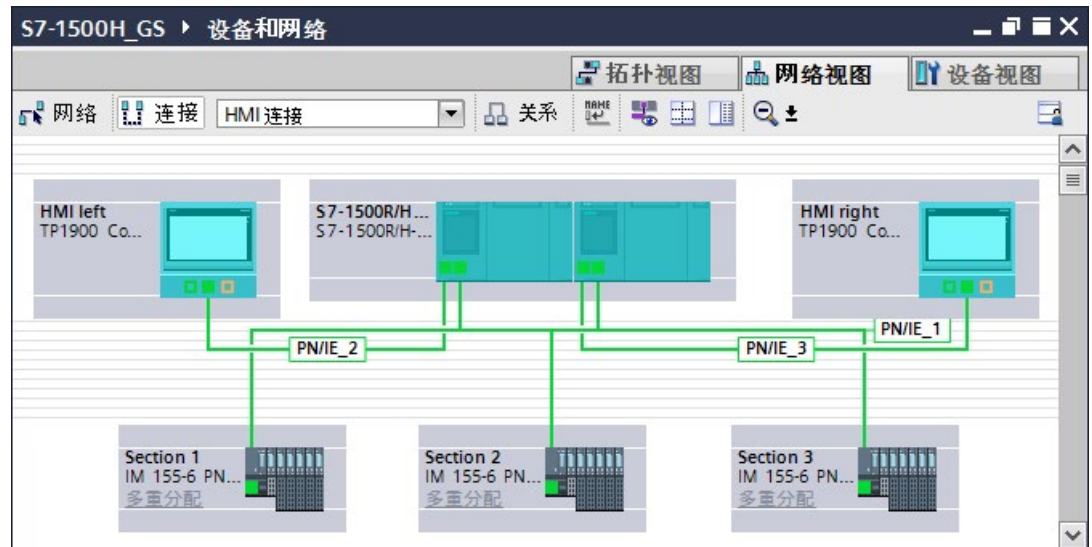 S7-1500H_GS ▸ 设备和网络
拓扑视图 网络视图 设备视图
网络 连接 HMI 连接 关系 NAME
HMI left
TP1900 Co...
S7-1500R/H...
S7-1500R/H-...
HMI right
TP1900 Co...
PN/IE_1
PN/IE_2
PN/IE_3
Section 1
IM 155-6 PN...
多重分配
Section 2
IM 155-6 PN...
多重分配
Section 3
IM 155-6 PN...
多重分配